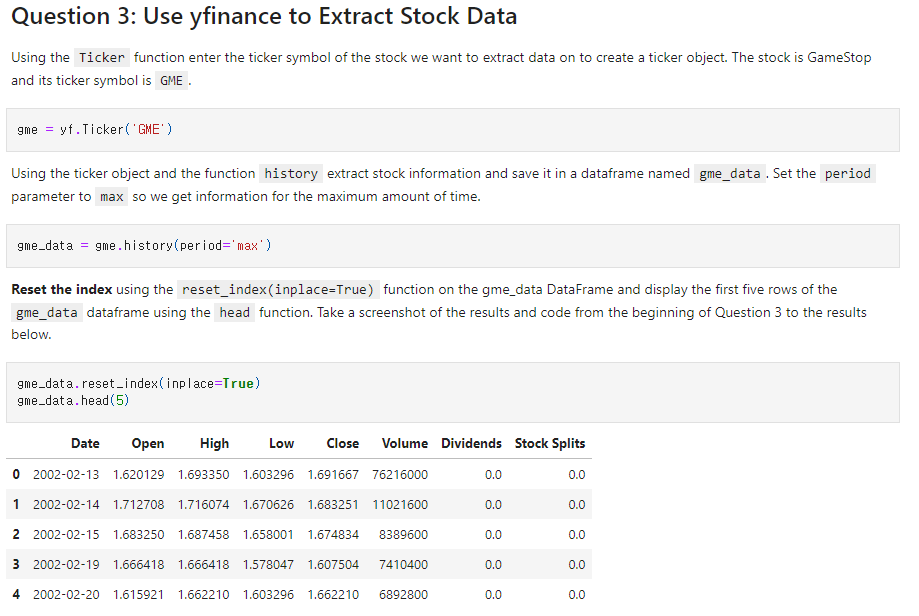 Question 3: Use yfinance to Extract Stock Data
Using the Ticker function enter the ticker symbol of the stock we want to extract data on to create a ticker object. The stock is GameStop
and its ticker symbol is GME .
gme = yf.Ticker('GME')
Using the ticker object and the function history extract stock information and save it in a dataframe named gme_data . Set the period
parameter to max so we get information for the maximum amount of time.
gme_data = gme.history(period='max')
Reset the index using the reset_index(inplace=True) function on the gme_data DataFrame and display the first five rows of the
gme_data dataframe using the head function. Take a screenshot of the results and code from the beginning of Question 3 to the results
below.
gme_data.reset_index(inplace=True)
gme_data.head(5)
Date Open High Low Close Volume Dividends Stock Splits
0 2002-02-13 1.620129 1.693350 1.603296 1.691667 76216000 0.0 0.0
1 2002-02-14 1.712708 1.716074 1.670626 1.683251 11021600 0.0 0.0
2 2002-02-15 1.683250 1.687458 1.658001 1.674834 8389600 0.0 0.0
3 2002-02-19 1.666418 1.666418 1.578047 1.607504 7410400 0.0 0.0
4 2002-02-20 1.615921 1.662210 1.603296 1.662210 6892800 0.0 0.0